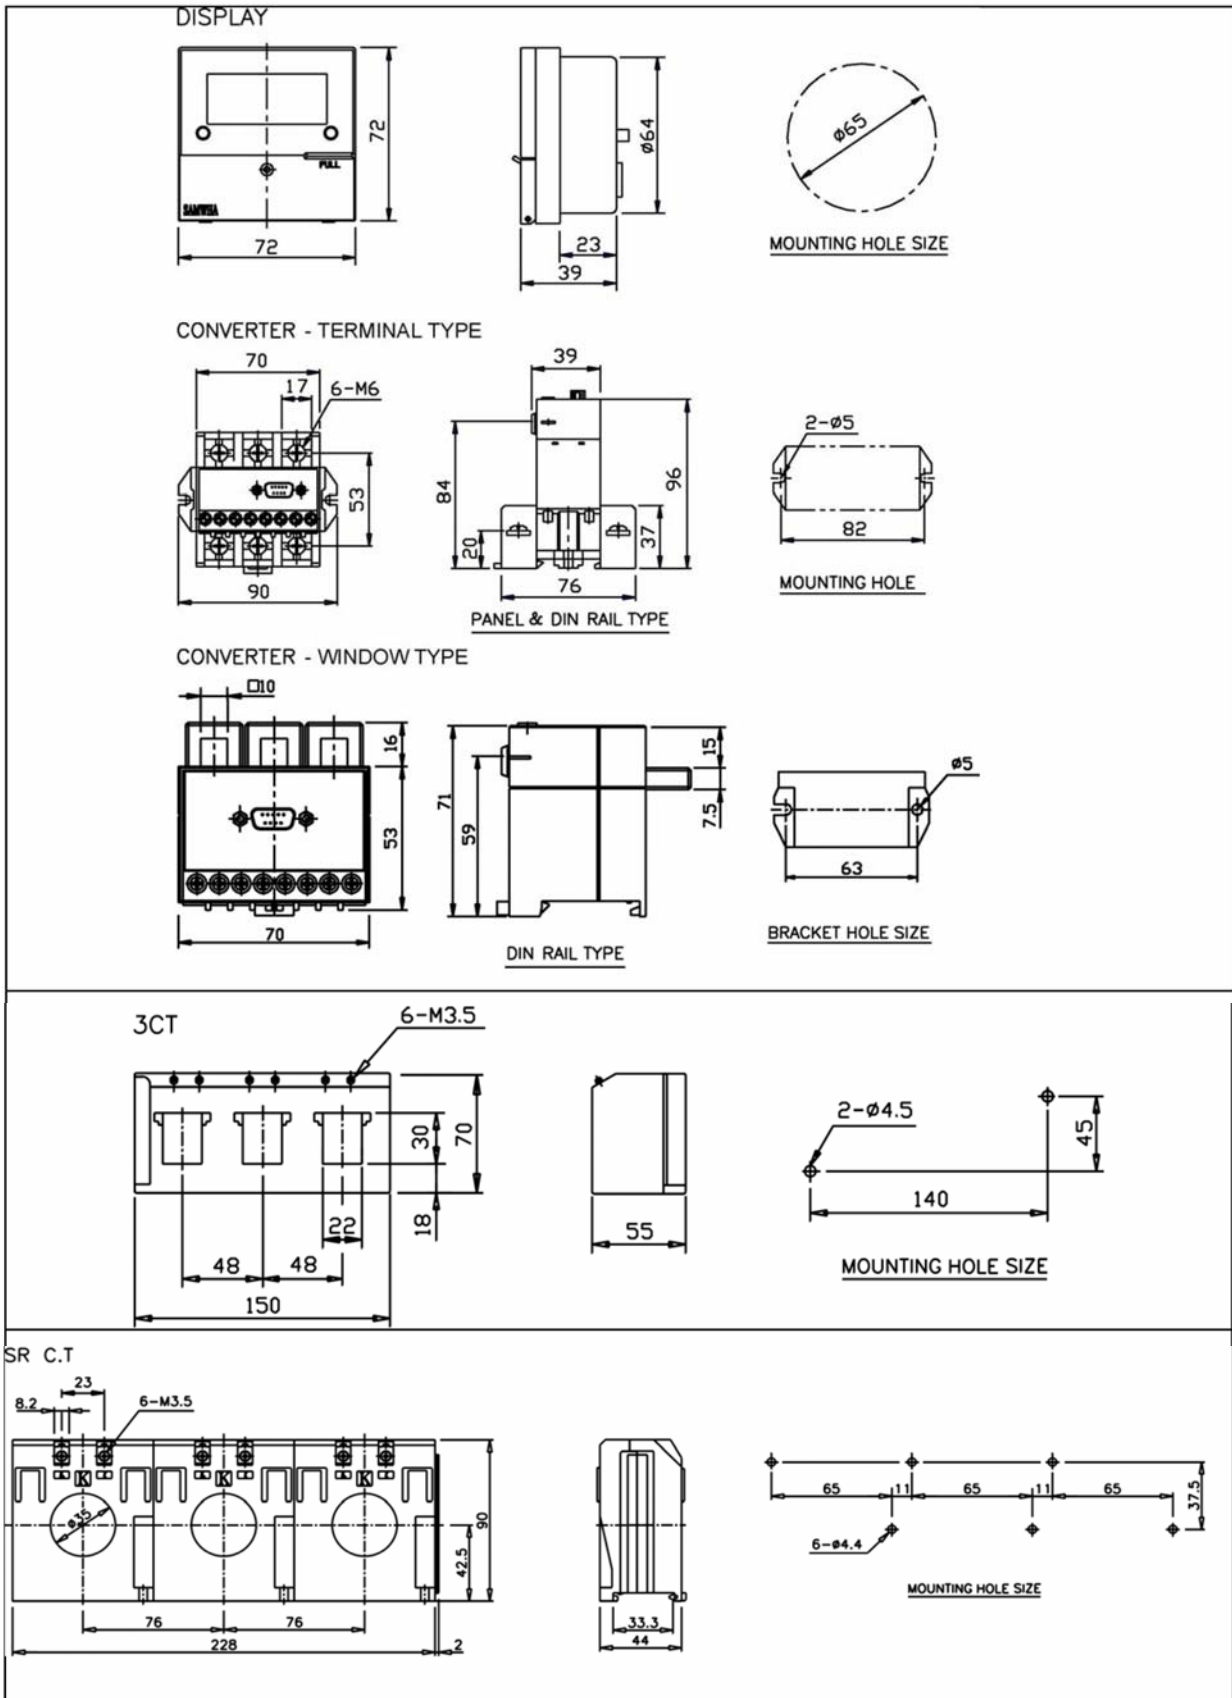 DISPLAY
72
PULL
SAMWHA
72
Ø64
23
39
Ø65
MOUNTING HOLE SIZE
CONVERTER - TERMINAL TYPE
70
17
6-M6
53
90
39
84
20
96
37
76
PANEL & DIN RAIL TYPE
2-Ø5
82
MOUNTING HOLE
CONVERTER - WINDOW TYPE
□10
16
53
70
71
59
15
7.5
DIN RAIL TYPE
Ø5
63
BRACKET HOLE SIZE
3CT
6-M3.5
30
70
18
22
48
48
150
55
2-Ø4.5
45
140
MOUNTING HOLE SIZE
SR C.T
23
8.2
6-M3.5
K
K
K
Ø35
90
42.5
76
76
228
2
33.3
44
65
11
65
11
65
37.5
6-Ø4.4
MOUNTING HOLE SIZE